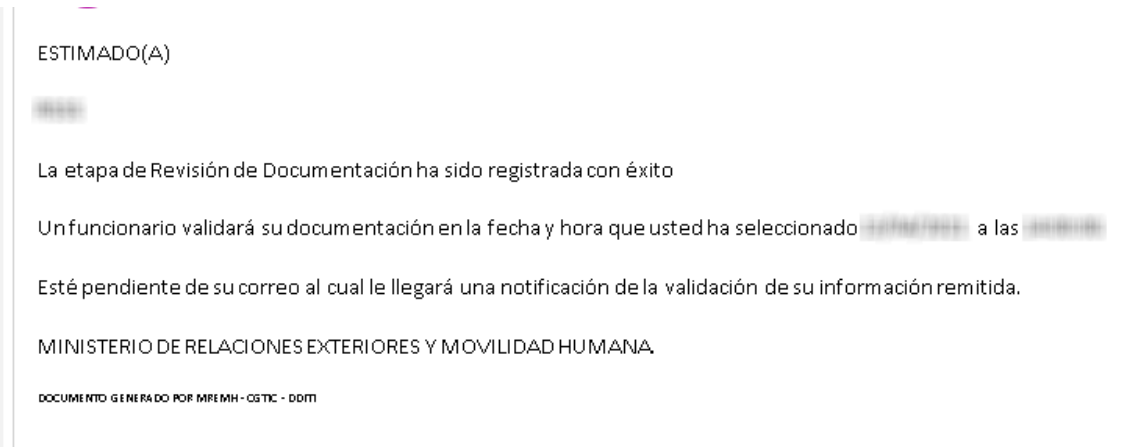 ESTIMADO(A)
La etapa de Revisión de Documentación ha sido registrada con éxito
Un funcionario validará su documentación en la fecha y hora que usted ha seleccionado a las
Esté pendiente de su correo al cual le llegará una notificación de la validación de su información remitida.
MINISTERIO DE RELACIONES EXTERIORES Y MOVILIDAD HUMANA.
DOCUMENTO GENERADO POR MREMH - CGTIC - DDITI